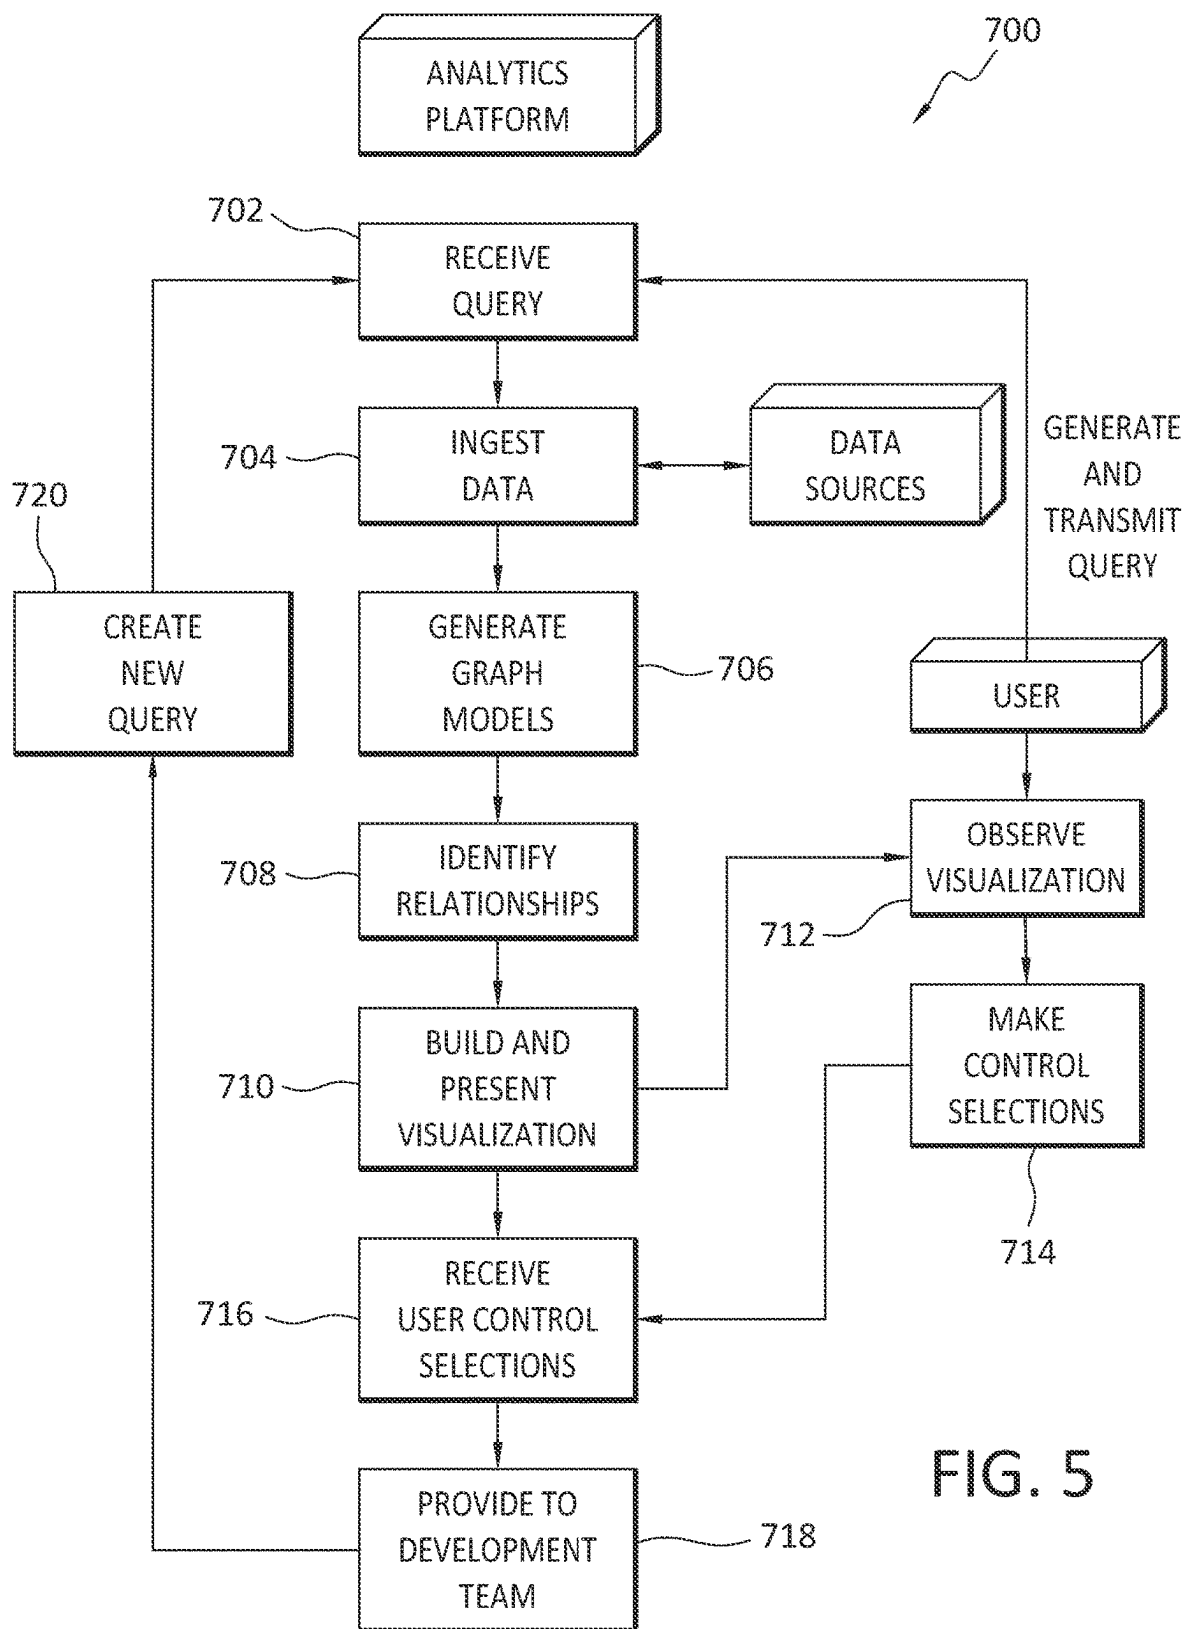 700
ANALYTICS
PLATFORM
702
RECEIVE
QUERY
704
INGEST
DATA
DATA
SOURCES
GENERATE
AND
TRANSMIT
QUERY
720
CREATE
NEW
QUERY
GENERATE
GRAPH
MODELS
706
USER
708
IDENTIFY
RELATIONSHIPS
OBSERVE
VISUALIZATION
712
710
BUILD AND
PRESENT
VISUALIZATION
MAKE
CONTROL
SELECTIONS
714
716
RECEIVE
USER CONTROL
SELECTIONS
PROVIDE TO
DEVELOPMENT
TEAM
718
FIG. 5